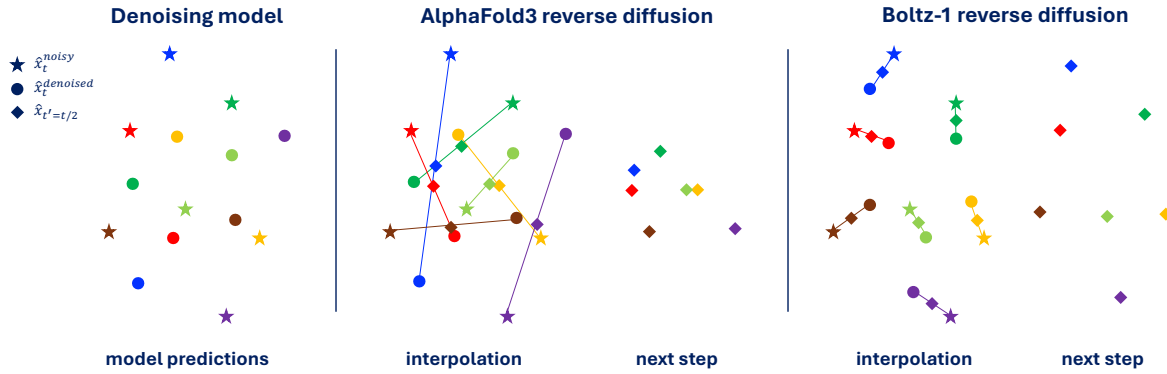 Denoising model
AlphaFold3 reverse diffusion
Boltz-1 reverse diffusion
x̂_t^{noisy}
x̂_t^{denoised}
x̂_{t'=t/2}
model predictions
interpolation
next step
interpolation
next step